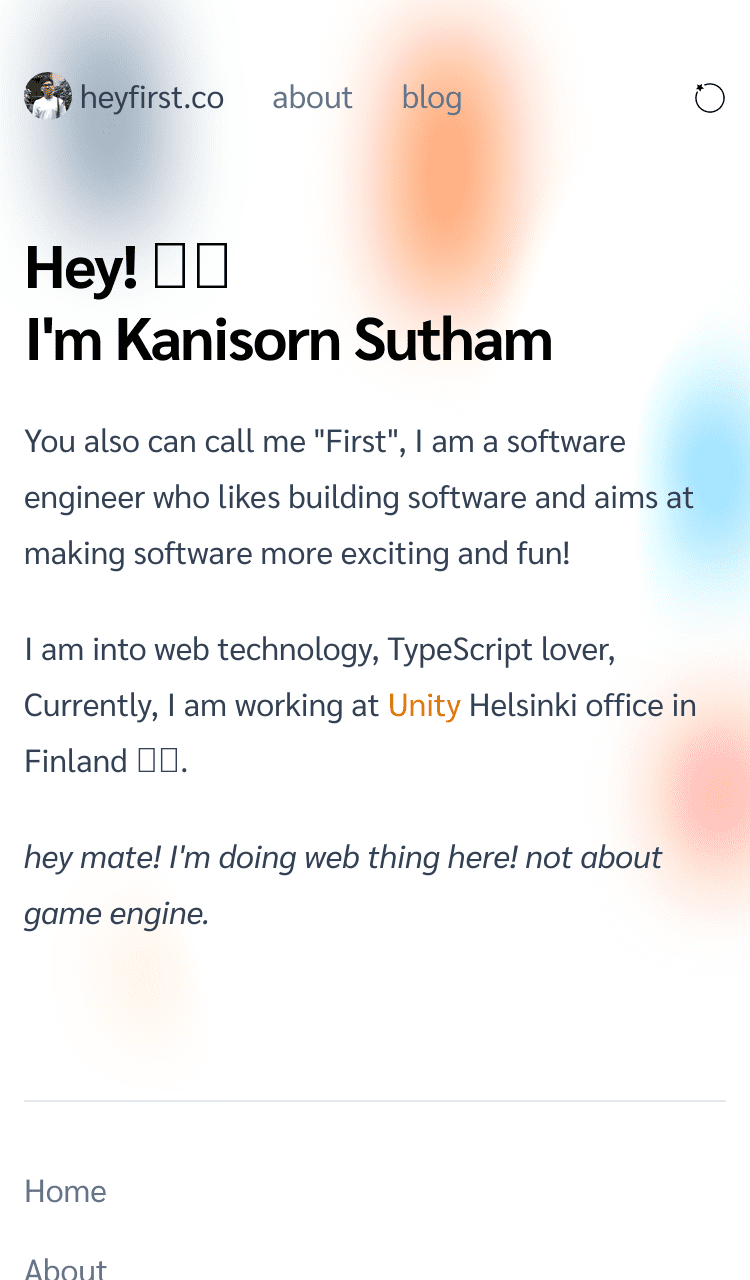 heyfirst.co about blog
Hey!
I'm Kanisorn Sutham
You also can call me "First", I am a software
engineer who likes building software and aims at
making software more exciting and fun!
I am into web technology, TypeScript lover,
Currently, I am working at Unity Helsinki office in
Finland .
hey mate! I'm doing web thing here! not about
game engine.
Home
About